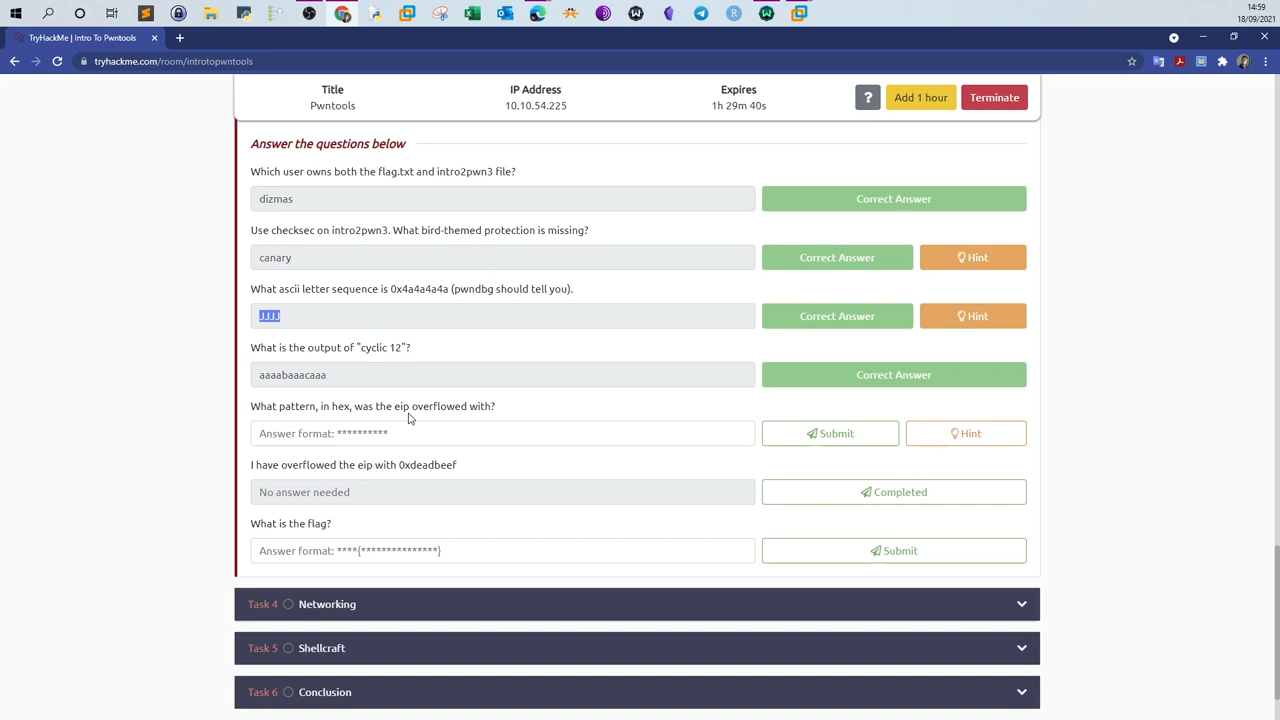 14:59
18/09/2021
TryHackMe | Intro To Pwntools
tryhackme.com/room/introtopwntools
Title
IP Address
Expires
Pwntools
10.10.54.225
1h 29m 40s
?
Add 1 hour
Terminate
Answer the questions below
Which user owns both the flag.txt and intro2pwn3 file?
dizmas
Correct Answer
Use checksec on intro2pwn3. What bird-themed protection is missing?
canary
Correct Answer
Hint
What ascii letter sequence is 0x4a4a4a4a (pwndbg should tell you).
JJJJ
Correct Answer
Hint
What is the output of "cyclic 12"?
aaaabaaacaaa
Correct Answer
What pattern, in hex, was the eip overflowed with?
Answer format: **********
Submit
Hint
I have overflowed the eip with 0xdeadbeef
No answer needed
Completed
What is the flag?
Answer format: ****{***************}
Submit
Task 4
Networking
Task 5
Shellcraft
Task 6
Conclusion